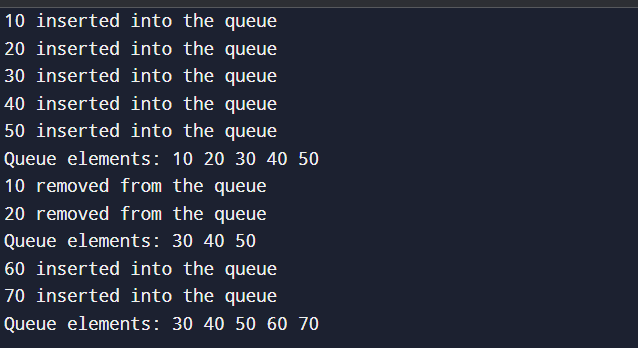 10 inserted into the queue
20 inserted into the queue
30 inserted into the queue
40 inserted into the queue
50 inserted into the queue
Queue elements: 10 20 30 40 50
10 removed from the queue
20 removed from the queue
Queue elements: 30 40 50
60 inserted into the queue
70 inserted into the queue
Queue elements: 30 40 50 60 70